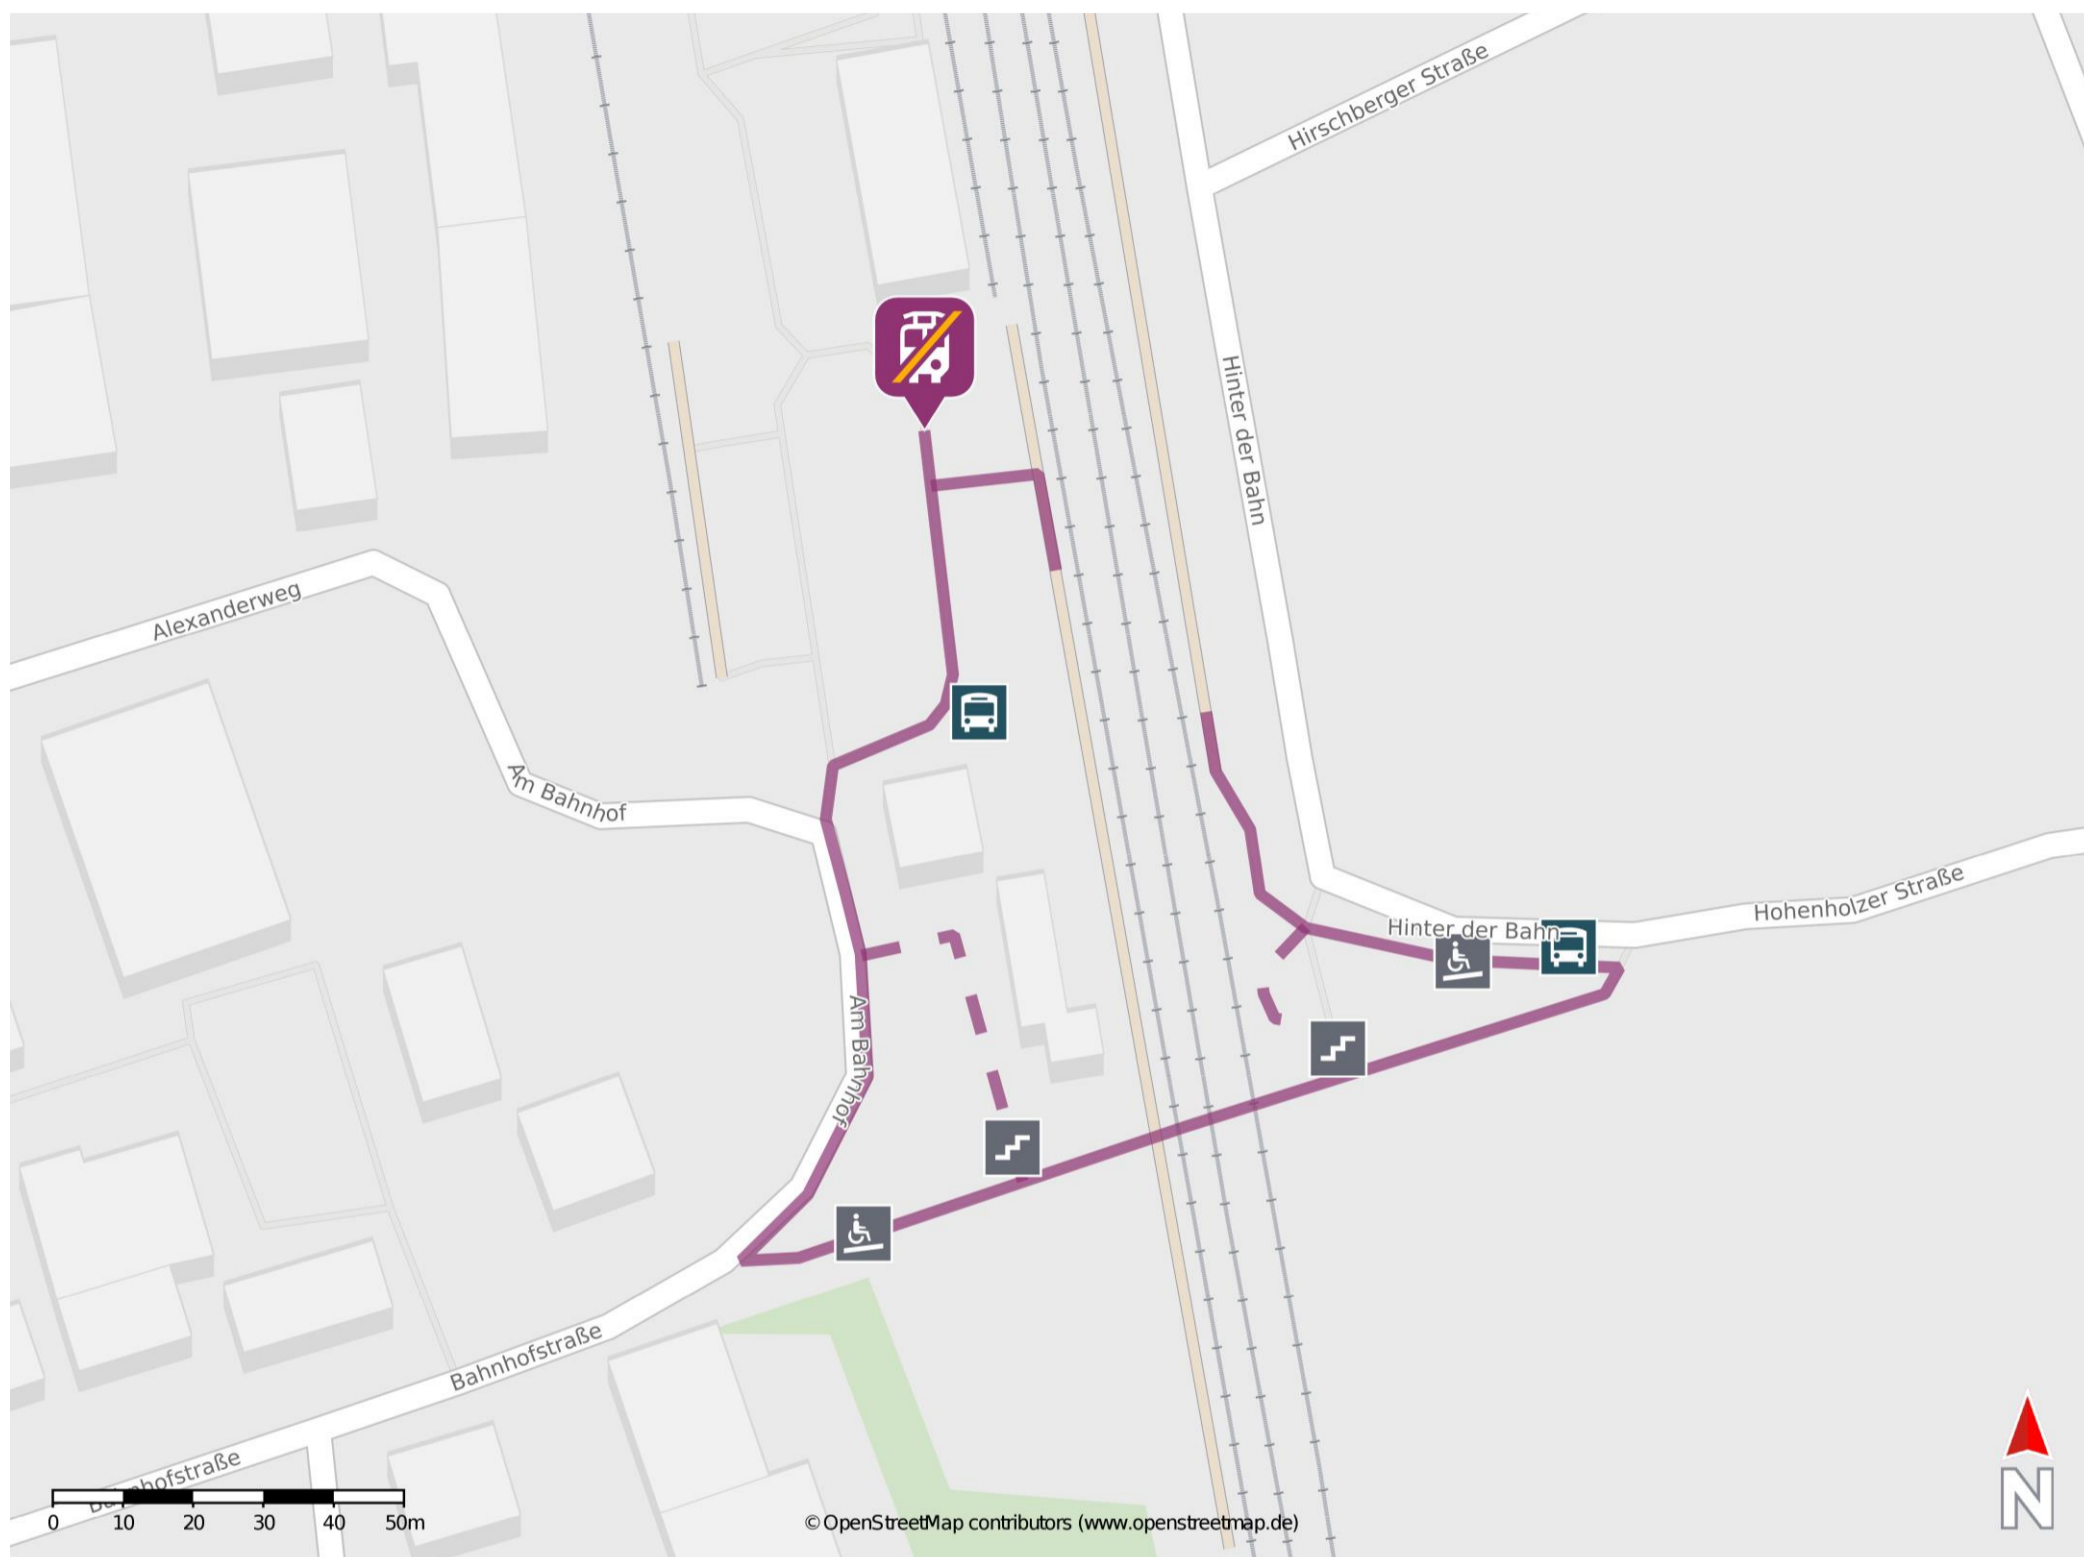 Hirschberger Straße
Hinter der Bahn
Alexanderweg
Am Bahnhof
Hohenholzer Straße
Hinter der Bahn
Am Bahnhof
Bahnhofstraße
Bahnhofstraße
0 10 20 30 40 50m
© OpenStreetMap contributors (www.openstreetmap.de)
N